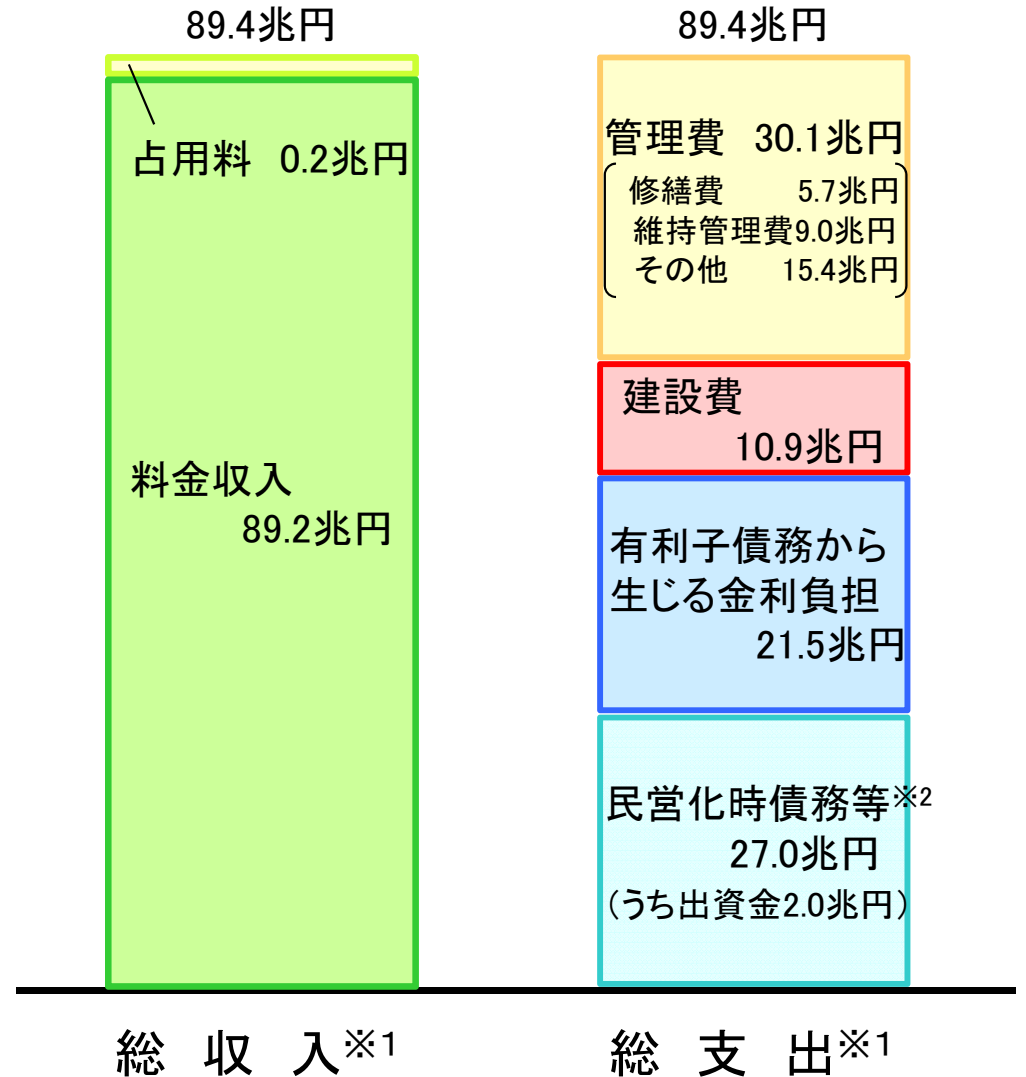 89.4兆円
占用料 0.2兆円
料金収入
89.2兆円
総 収 入※1
89.4兆円
管理費 30.1兆円
修繕費 5.7兆円
維持管理費9.0兆円
その他 15.4兆円
建設費
10.9兆円
有利子債務から
生じる金利負担
21.5兆円
民営化時債務等※2
27.0兆円
(うち出資金2.0兆円)
総 支 出※1